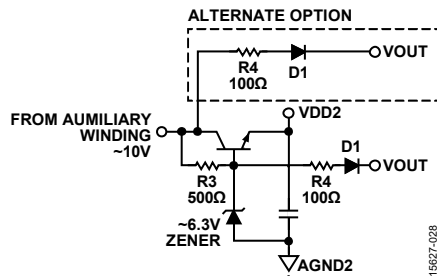 ALTERNATE OPTION
R4
100Ω
D1
VOUT
VDD2
FROM AUMILIARY
WINDING
~10V
D1
VOUT
R3
500Ω
R4
100Ω
~6.3V
ZENER
AGND2
15627-028